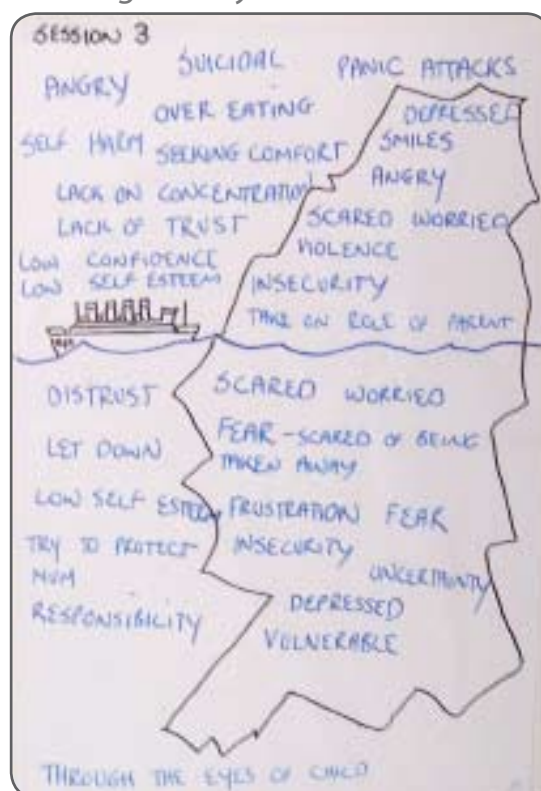 SESSION 3
SUICIDAL
PANIC ATTACKS
ANGRY
OVER EATING
DEPRESSED
SELF HARM
SEEKING COMFORT
SMILES
ANGRY
LACK ON CONCENTRATION
LACK OF TRUST
SCARED WORRIED
VIOLENCE
LOW CONFIDENCE
LOW SELF ESTEEM
INSECURITY
TAKE ON ROLE OF PARENT
DISTRUST
SCARED WORRIED
LET DOWN
FEAR - SCARED OF BEING
TAKEN AWAY
LOW SELF ESTEEM
FRUSTRATION FEAR
TRY TO PROTECT
MUM
INSECURITY
UNCERTAINTY
RESPONSIBILITY
DEPRESSED
VULNERABLE
THROUGH THE EYES OF CHILD